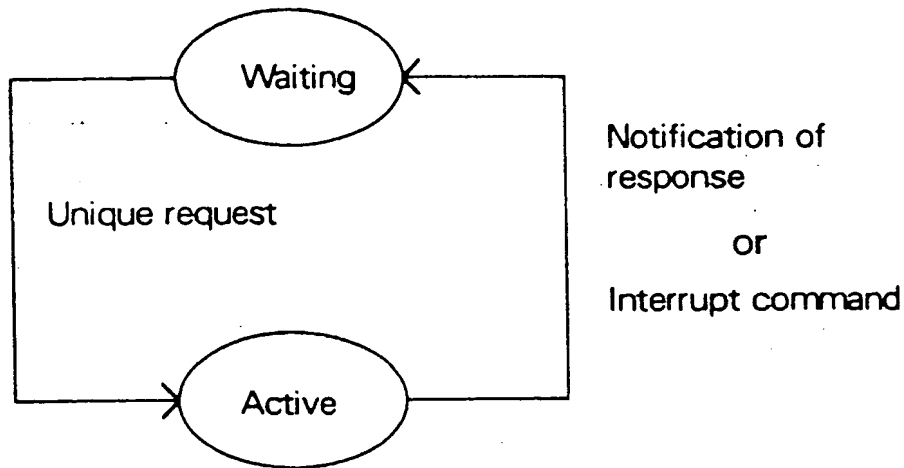 Waiting
Unique request
Notification of
response
or
Interrupt command
Active